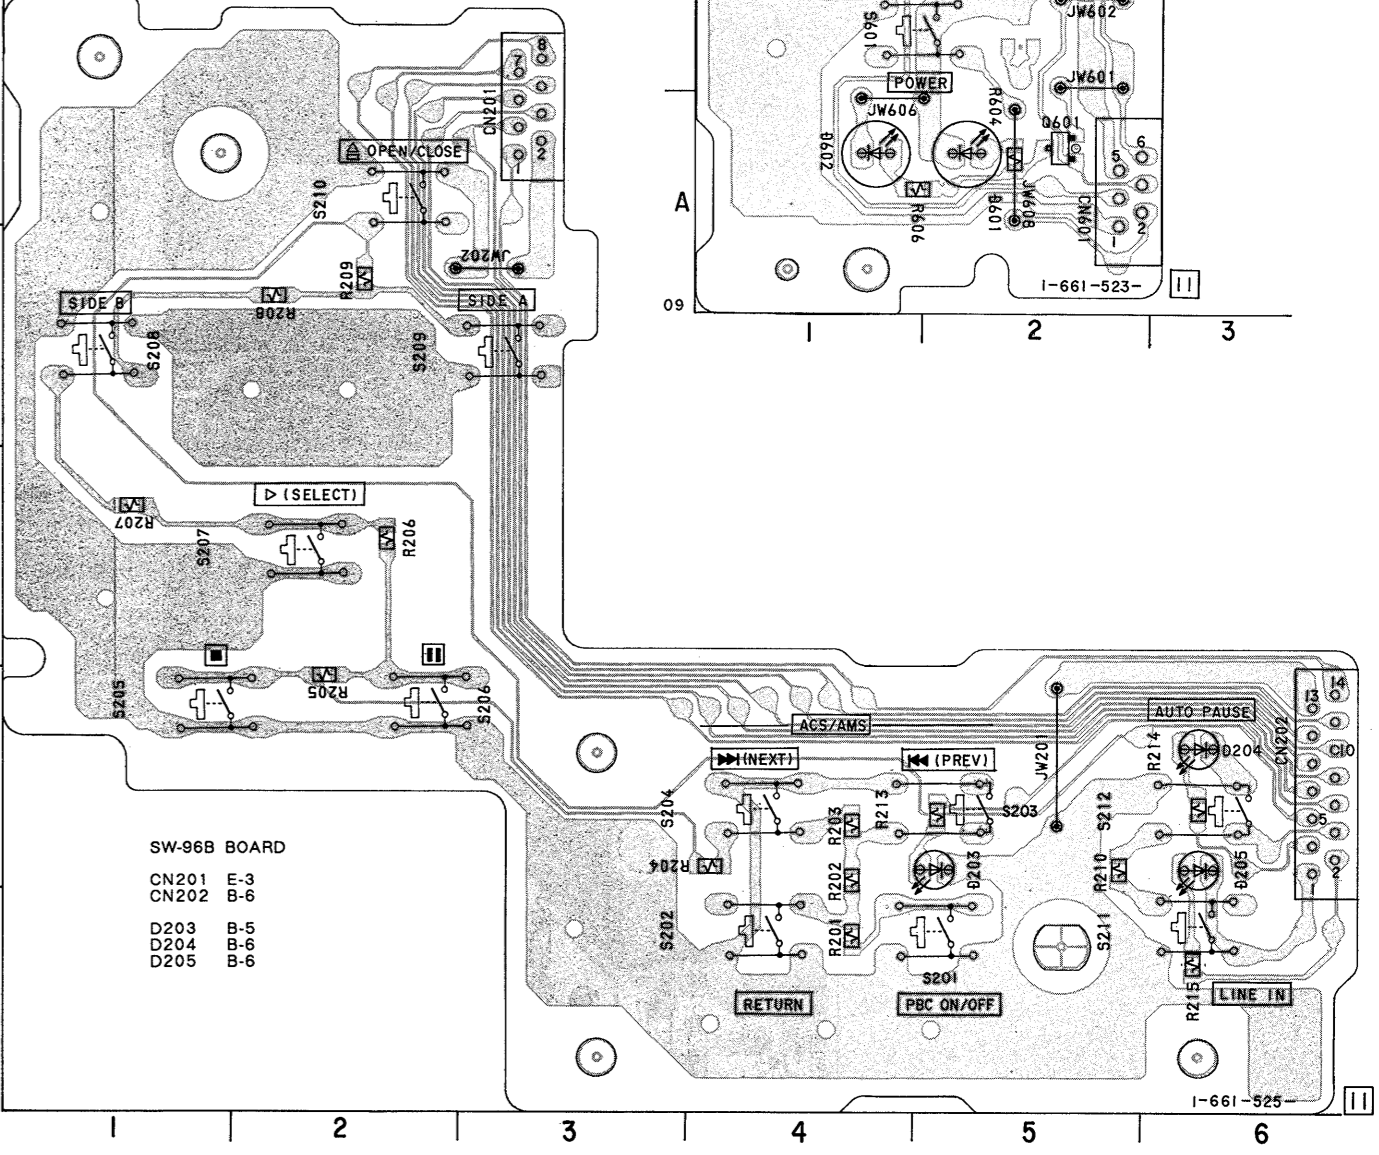 8
7
CN201
1
2
OPEN/CLOSE
S210
JW202
R209
R208
SIDE B
SIDE A
S208
S209
R207
▷ (SELECT)
S207
R206
S205
R205
S206
S601
POWER
JW602
JW601
JW606
R604
Q601
D602
R606
D601
JW608
CN601
5
6
1
2
A
09
1-661-523-
11
1
2
3
ACS/AMS
(NEXT)
(PREV)
JW201
AUTO PAUSE
R214
D204
CN202
13
14
C10
5
1
2
S204
R203
R213
S203
S212
R204
R202
D203
R210
D205
S202
R201
S201
S211
R215
RETURN
PBC ON/OFF
LINE IN
SW-96B BOARD
CN201 E-3
CN202 B-6
D203 B-5
D204 B-6
D205 B-6
1-661-525-
11
1
2
3
4
5
6